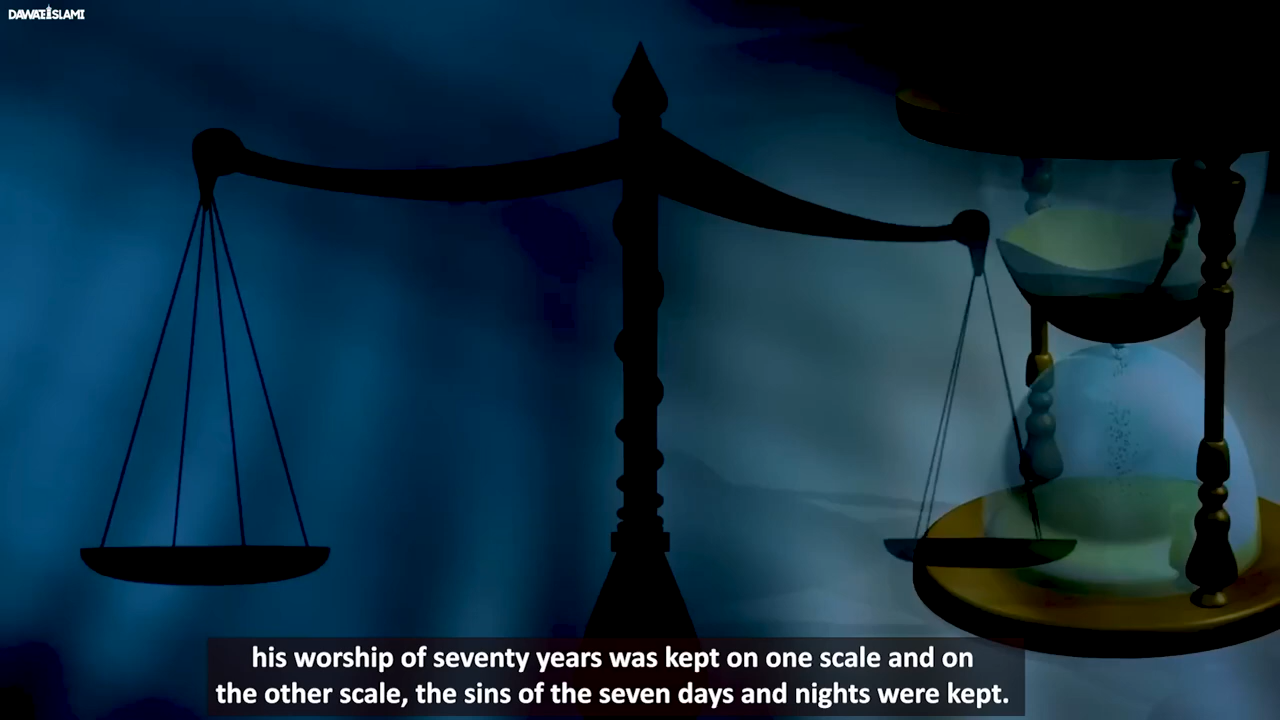 DAWATEISLAMI
his worship of seventy years was kept on one scale and on
the other scale, the sins of the seven days and nights were kept.